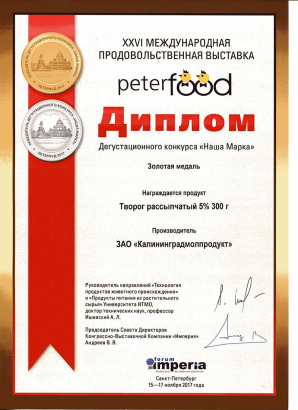 XXVI МЕЖДУНАРОДНАЯ
ПРОДОВОЛЬСТВЕННАЯ ВЫСТАВКА
peterfood
Диплом
Дегустационного конкурса «Наша Марка»
Золотая медаль
Награждается продукт
Творог рассыпчатый 5% 300 г
Производитель
ЗАО «Калининградмолпродукт»
Руководитель направлений «Технология
продуктов животного происхождения»
и «Продукты питания из растительного
сырья» Университета ИТМО,
доктор технических наук, профессор
Ишевский А. Л.
Председатель Совета Директоров
Конгрессно-Выставочной Компании «Империя»
Андреев В. В.
forum
imperia
Санкт-Петербург
15—17 ноября 2017 года